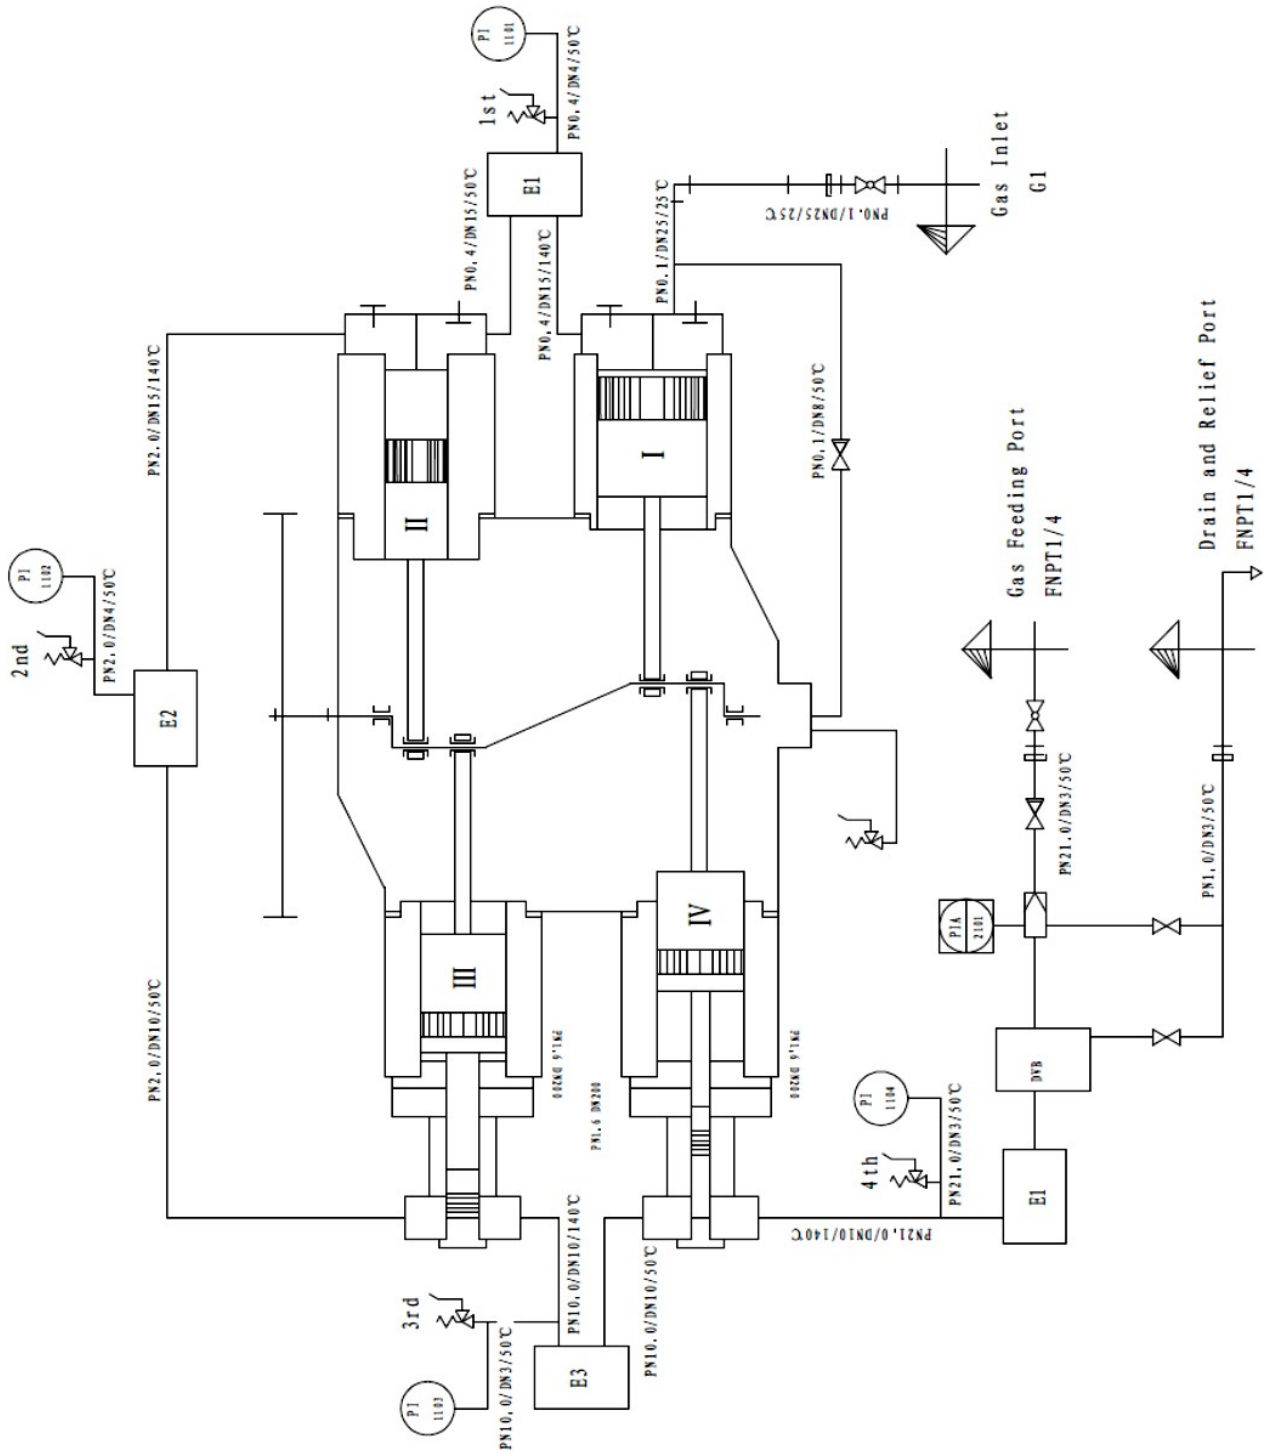 2nd
PI
1102
PN2.0/DN4/50℃
PN2.0/DN10/50℃
E2
PN2.0/DN15/140℃
3rd
PI
1103
II
PN0.4/DN15/50℃
III
1st
PI
1101
PN10.0/DN3/50℃
E1
PN0.4/DN15/140℃
PN0.4/DN4/50℃
PN1.6 DN200
PN10.0/DN10/140℃
E3
PN1.6 DN200
PN10.0/DN10/50℃
I
PN0.1/DN25/25℃
IV
PN1.6 DN200
PN0.1/DN25/25℃
PN21.0/DN10/140℃
PN0.1/DN8/50℃
4th
PI
1104
PN21.0/DN3/50℃
PIA
2101
Gas Inlet
G1
E1
DVB
Gas Feeding Port
FNPT1/4
PN21.0/DN3/50℃
PN1.0/DN3/50℃
Drain and Relief Port
FNPT1/4